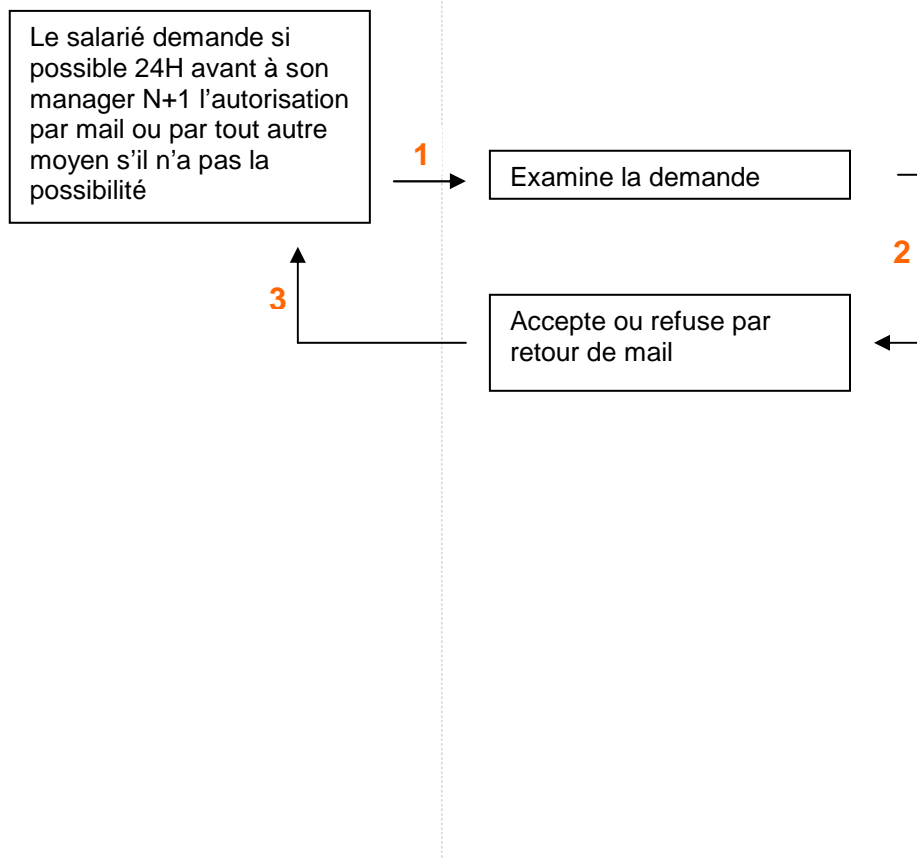 Le salarié demande si
possible 24H avant à son
manager N+1 l'autorisation
par mail ou par tout autre
moyen s'il n'a pas la
possibilité
1
Examine la demande
2
3
Accepte ou refuse par
retour de mail